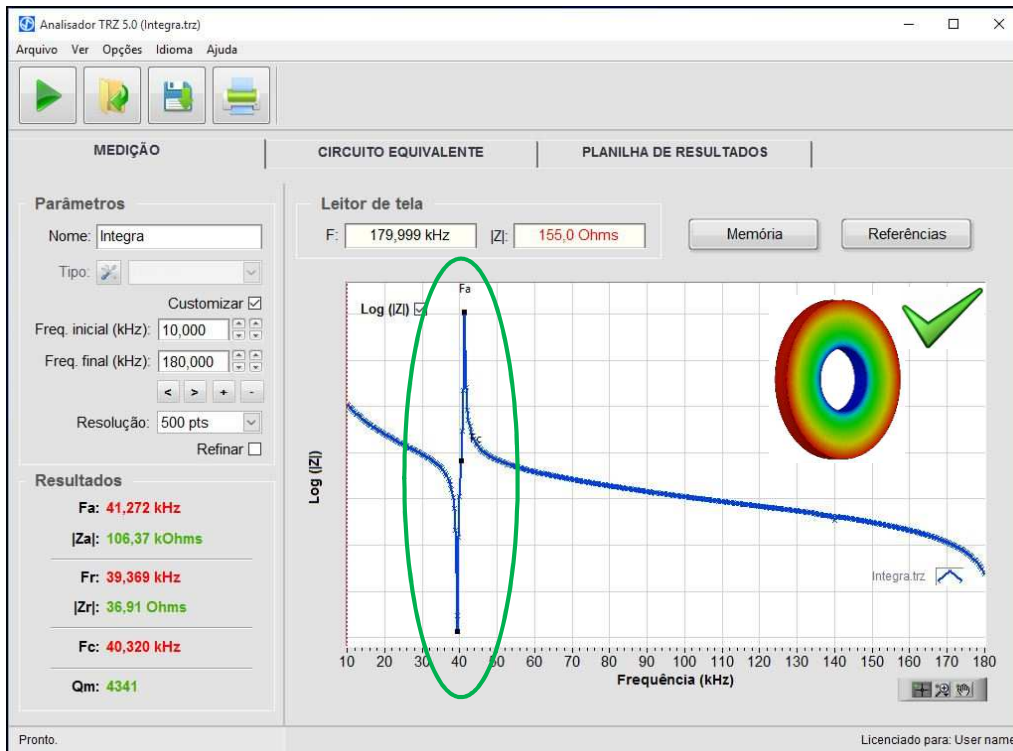 Analisador TRZ 5.0 (Integra.trz)
Arquivo Ver Opções Idioma Ajuda
MEDIÇÃO
CIRCUITO EQUIVALENTE
PLANILHA DE RESULTADOS
Parâmetros
Nome: Integra
Tipo:
Customizar
Freq. inicial (kHz): 10,000
Freq. final (kHz): 180,000
< > + -
Resolução: 500 pts
Refinar
Resultados
Fa: 41,272 kHz
|Za|: 106,37 kOhms
Fr: 39,369 kHz
|Zr|: 36,91 Ohms
Fc: 40,320 kHz
Qm: 4341
Leitor de tela
F: 179,999 kHz |Z|: 155,0 Ohms
Memória
Referências
Fa
Log (|Z|)
Log (|Z|)
Integra.trz
10 20 30 40 50 60 70 80 90 100 110 120 130 140 150 160 170 180
Frequência (kHz)
Pronto.
Licenciado para: User name